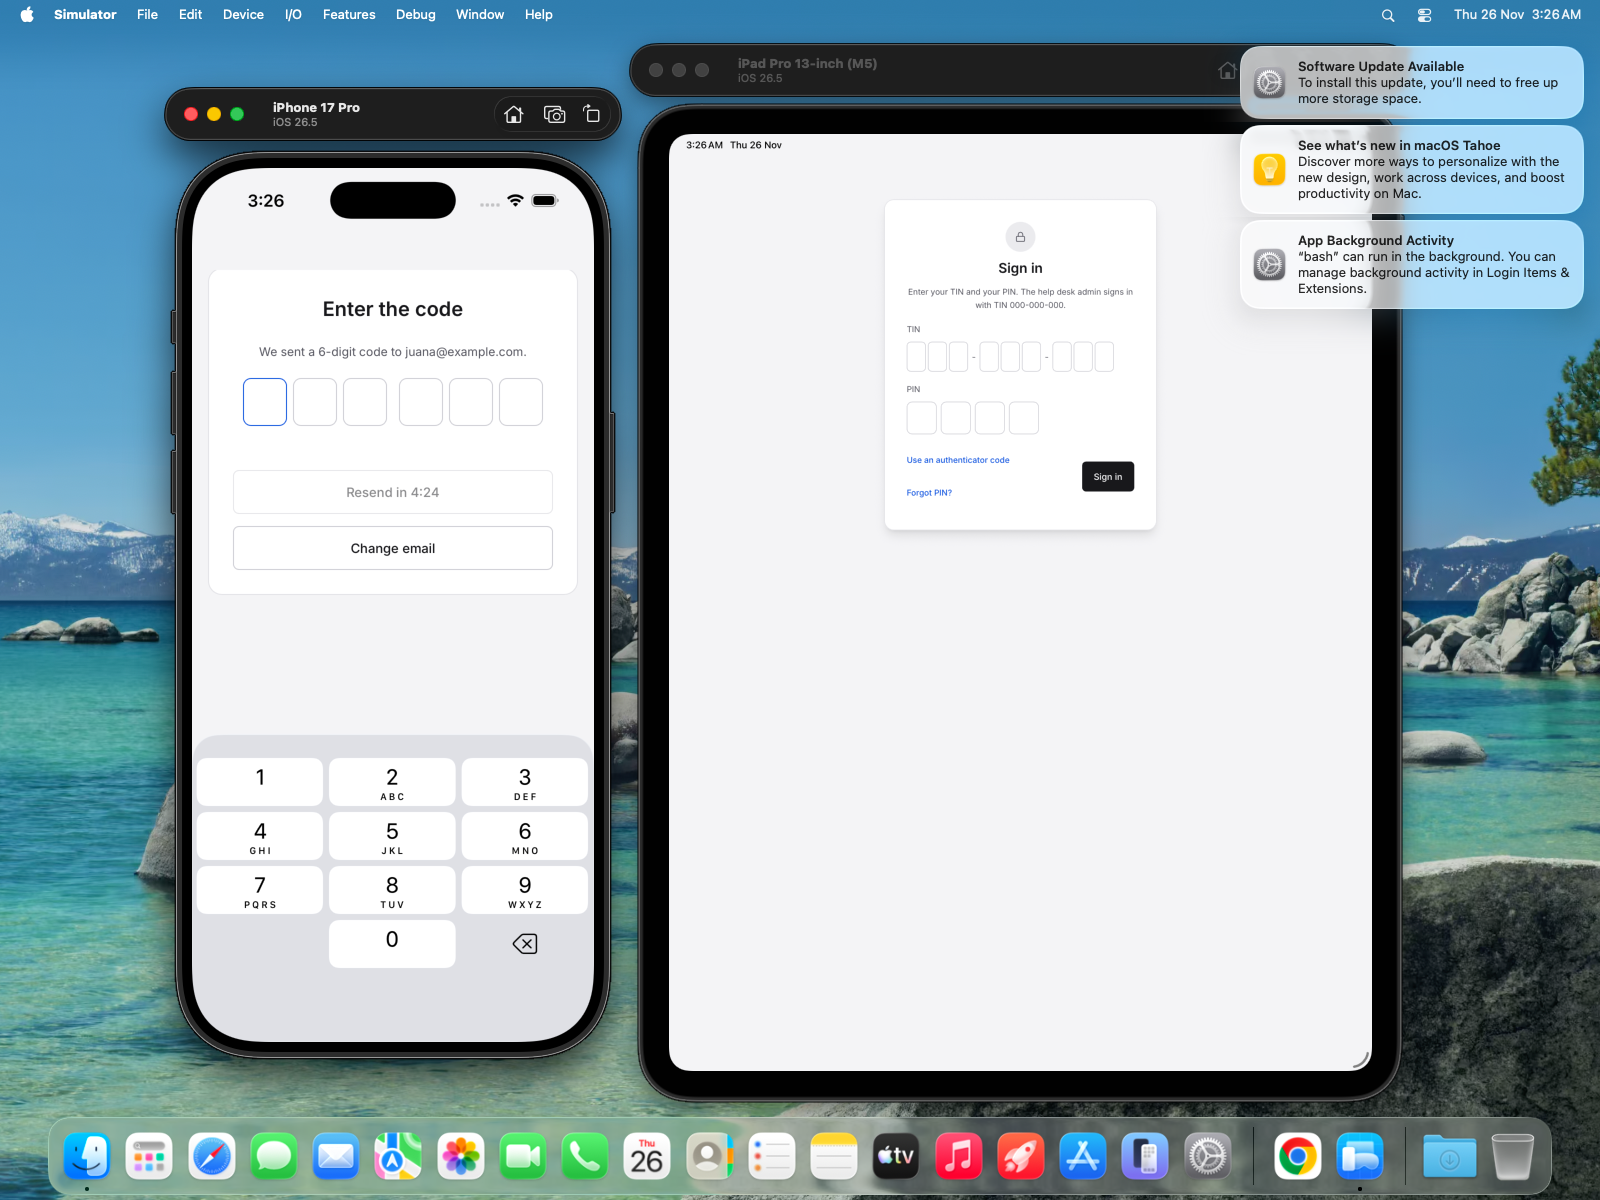 Simulator File Edit Device I/O Features Debug Window Help
Thu 26 Nov 3:26 AM
iPhone 17 Pro
iOS 26.5
3:26
Enter the code
We sent a 6-digit code to juana@example.com.
Resend in 4:24
Change email
1
2
ABC
3
DEF
4
GHI
5
JKL
6
MNO
7
PQRS
8
TUV
9
WXYZ
0
iPad Pro 13-inch (M5)
iOS 26.5
3:26 AM Thu 26 Nov
Sign in
Enter your TIN and your PIN. The help desk admin signs in
with TIN 000-000-000.
TIN
- -
PIN
Use an authenticator code
Sign in
Forgot PIN?
Software Update Available
To install this update, you’ll need to free up
more storage space.
See what’s new in macOS Tahoe
Discover more ways to personalize with the
new design, work across devices, and boost
productivity on Mac.
App Background Activity
“bash” can run in the background. You can
manage background activity in Login Items &
Extensions.
Thu
26
tv